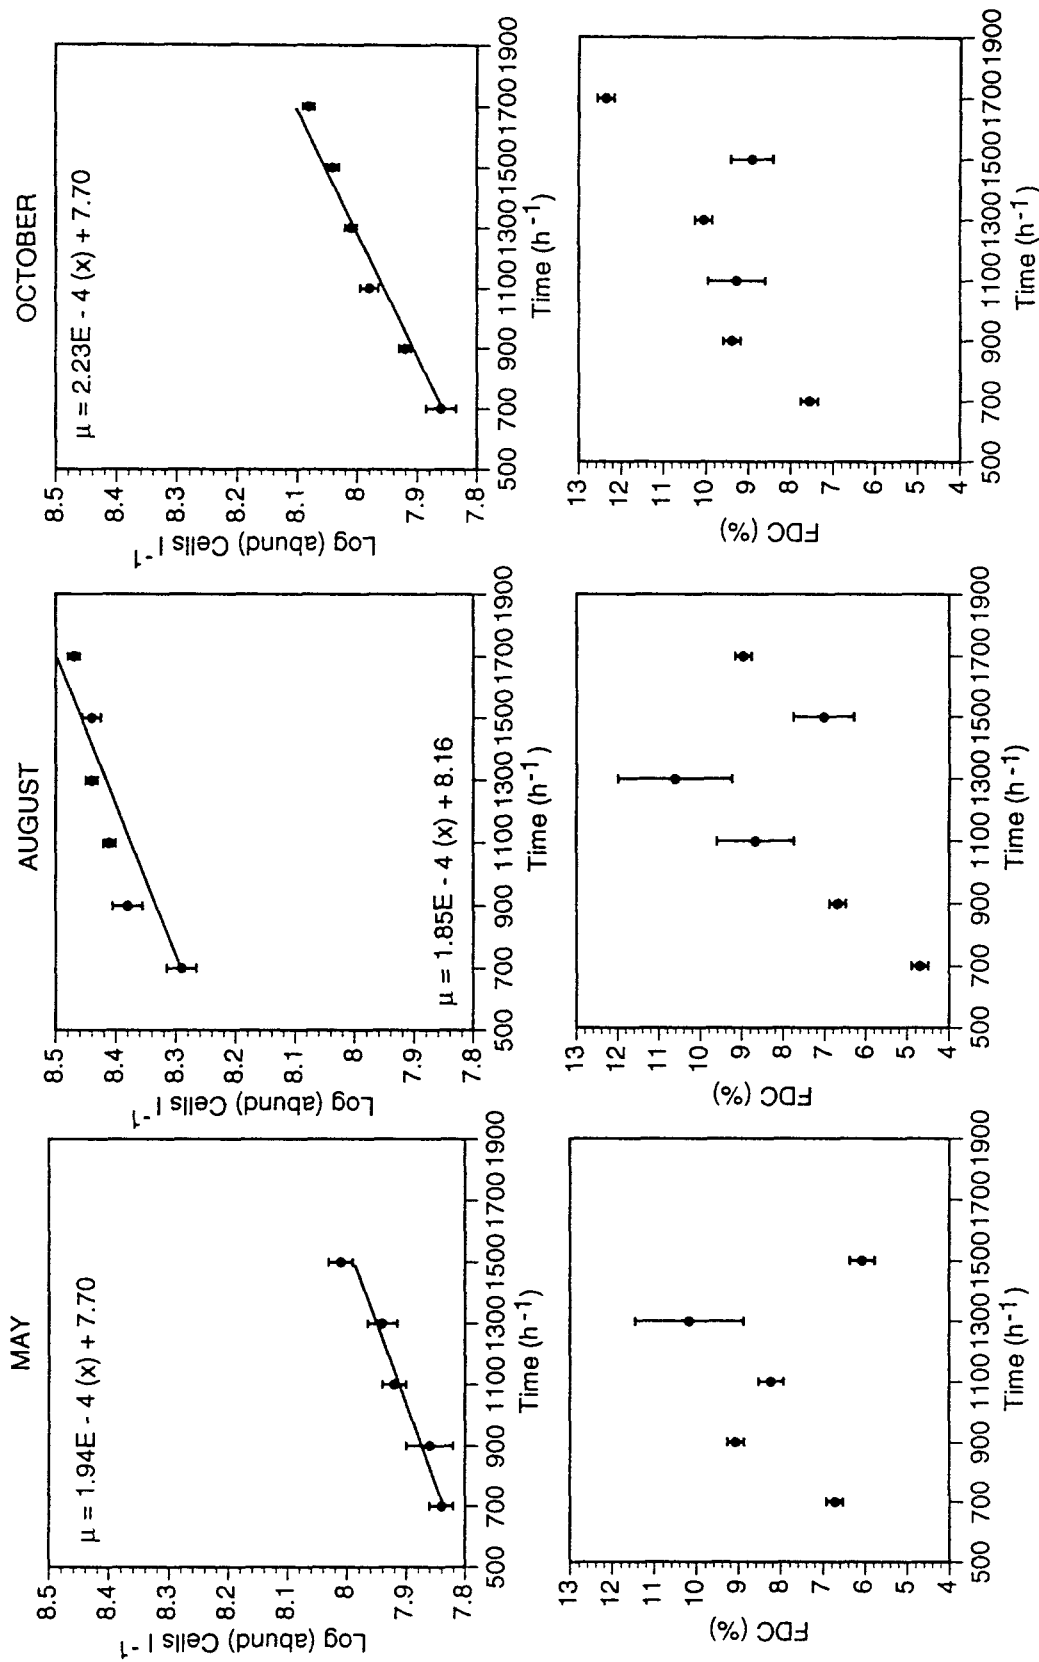 MAY
μ = 1.94E - 4 (x) + 7.70
Log (abund) Cells l⁻¹
8.5
8.4
8.3
8.2
8.1
8
7.9
7.8
500 700 900 1100 1300 1500 1700 1900
Time (h⁻¹)
AUGUST
μ = 1.85E - 4 (x) + 8.16
Log (abund) Cells l⁻¹
8.5
8.4
8.3
8.2
8.1
8
7.9
7.8
500 700 900 1100 1300 1500 1700 1900
Time (h⁻¹)
OCTOBER
μ = 2.23E - 4 (x) + 7.70
Log (abund) Cells l⁻¹
8.5
8.4
8.3
8.2
8.1
8
7.9
7.8
500 700 900 1100 1300 1500 1700 1900
Time (h⁻¹)
FDC (%)
13
12
11
10
9
8
7
6
5
4
500 700 900 1100 1300 1500 1700 1900
Time (h⁻¹)
FDC (%)
13
12
11
10
9
8
7
6
5
4
500 700 900 1100 1300 1500 1700 1900
Time (h⁻¹)
FDC (%)
13
12
11
10
9
8
7
6
5
4
500 700 900 1100 1300 1500 1700 1900
Time (h⁻¹)